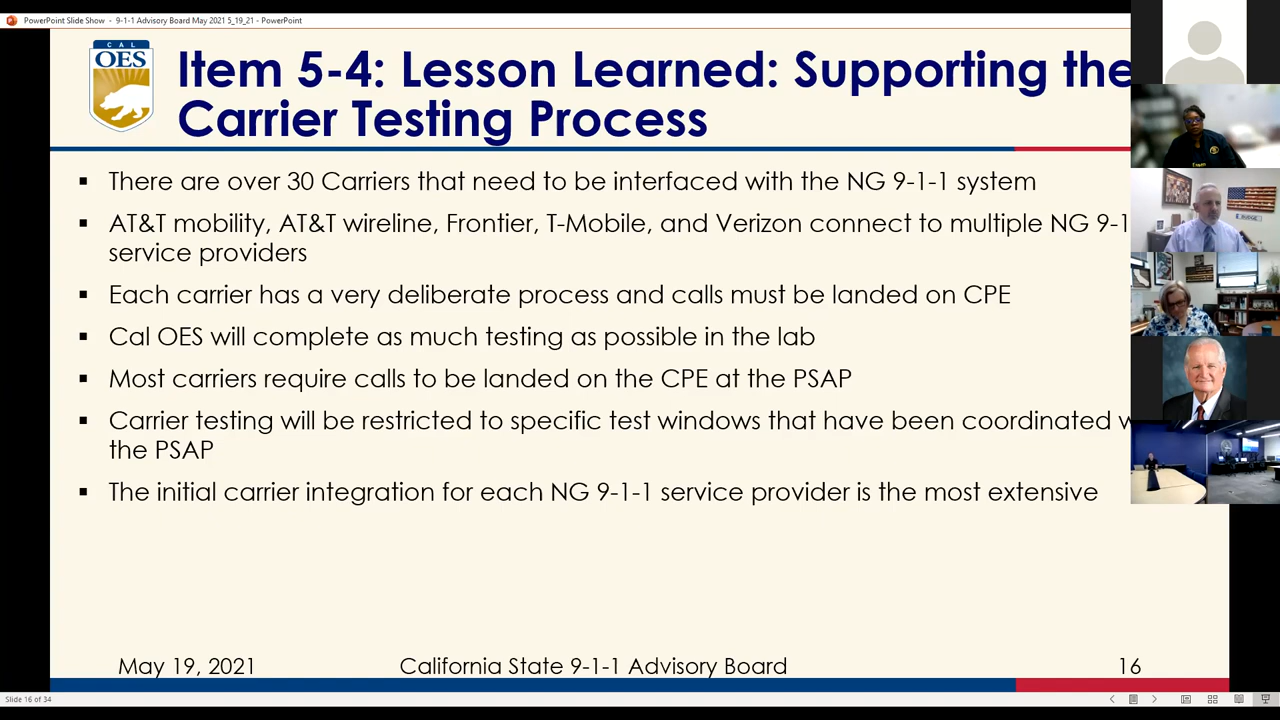 PowerPoint Slide Show - 9-1-1 Advisory Board May 2021 5_19_21 - PowerPoint
CAL
OES
Item 5-4: Lesson Learned: Supporting the
Carrier Testing Process
▪ There are over 30 Carriers that need to be interfaced with the NG 9-1-1 system
▪ AT&T mobility, AT&T wireline, Frontier, T-Mobile, and Verizon connect to multiple NG 9-1
service providers
▪ Each carrier has a very deliberate process and calls must be landed on CPE
▪ Cal OES will complete as much testing as possible in the lab
▪ Most carriers require calls to be landed on the CPE at the PSAP
▪ Carrier testing will be restricted to specific test windows that have been coordinated
the PSAP
▪ The initial carrier integration for each NG 9-1-1 service provider is the most extensive
May 19, 2021
California State 9-1-1 Advisory Board
16
Slide 16 of 34